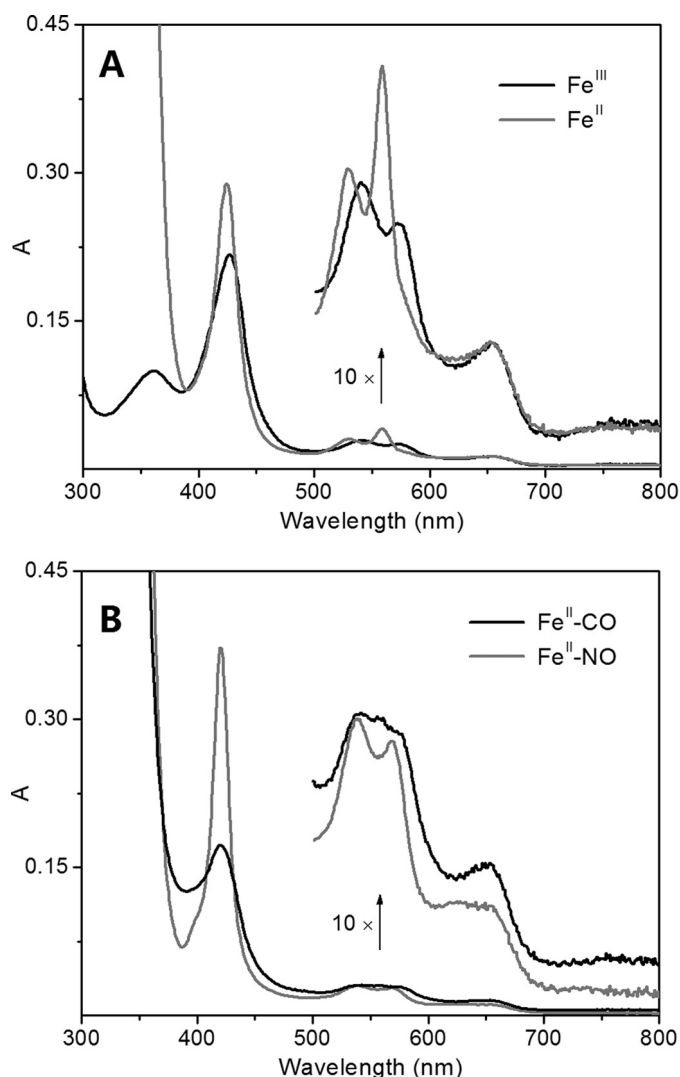 0.45
A
Fe^III
Fe^II
0.30
A
0.15
10 ×
300 400 500 600 700 800
Wavelength (nm)
0.45
B
Fe^II-CO
Fe^II-NO
0.30
A
0.15
10 ×
300 400 500 600 700 800
Wavelength (nm)